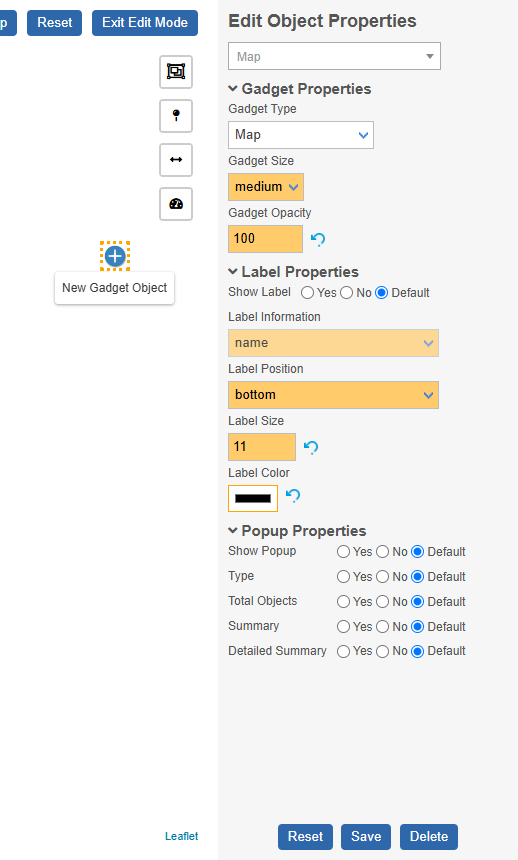 p Reset Exit Edit Mode
New Gadget Object
Leaflet
Edit Object Properties
Map
Gadget Properties
Gadget Type
Map
Gadget Size
medium
Gadget Opacity
100
Label Properties
Show Label Yes No Default
Label Information
name
Label Position
bottom
Label Size
11
Label Color
Popup Properties
Show Popup Yes No Default
Type Yes No Default
Total Objects Yes No Default
Summary Yes No Default
Detailed Summary Yes No Default
Reset Save Delete